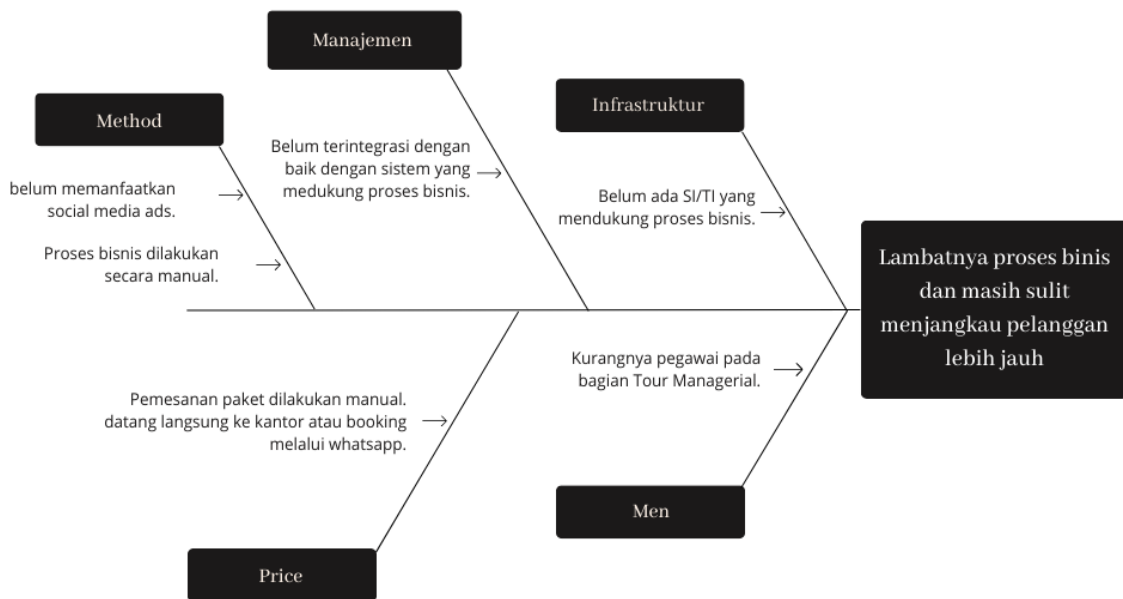 Manajemen
Infrastruktur
Method
Belum terintegrasi dengan
baik dengan sistem yang
medukung proses bisnis.
belum memanfaatkan
social media ads.
Belum ada SI/TI yang
mendukung proses bisnis.
Proses bisnis dilakukan
secara manual.
Lambatnya proses binis
dan masih sulit
menjangkau pelanggan
lebih jauh
Kurangnya pegawai pada
bagian Tour Managerial.
Pemesanan paket dilakukan manual.
datang langsung ke kantor atau booking
melalui whatsapp.
Men
Price